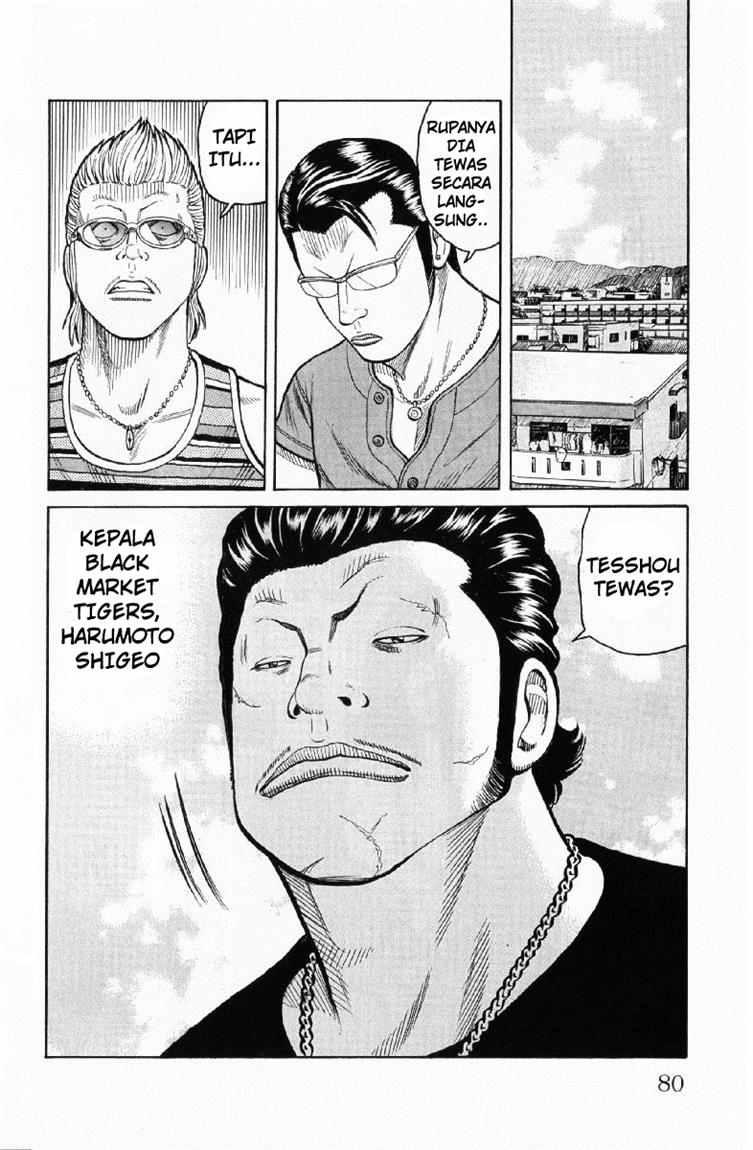 RUPANYA
DIA
TEWAS
SECARA
LANG-
SUNG..
TAPI
ITU...
TESSHOU
TEWAS?
KEPALA
BLACK
MARKET
TIGERS,
HARUMOTO
SHIGEO
80